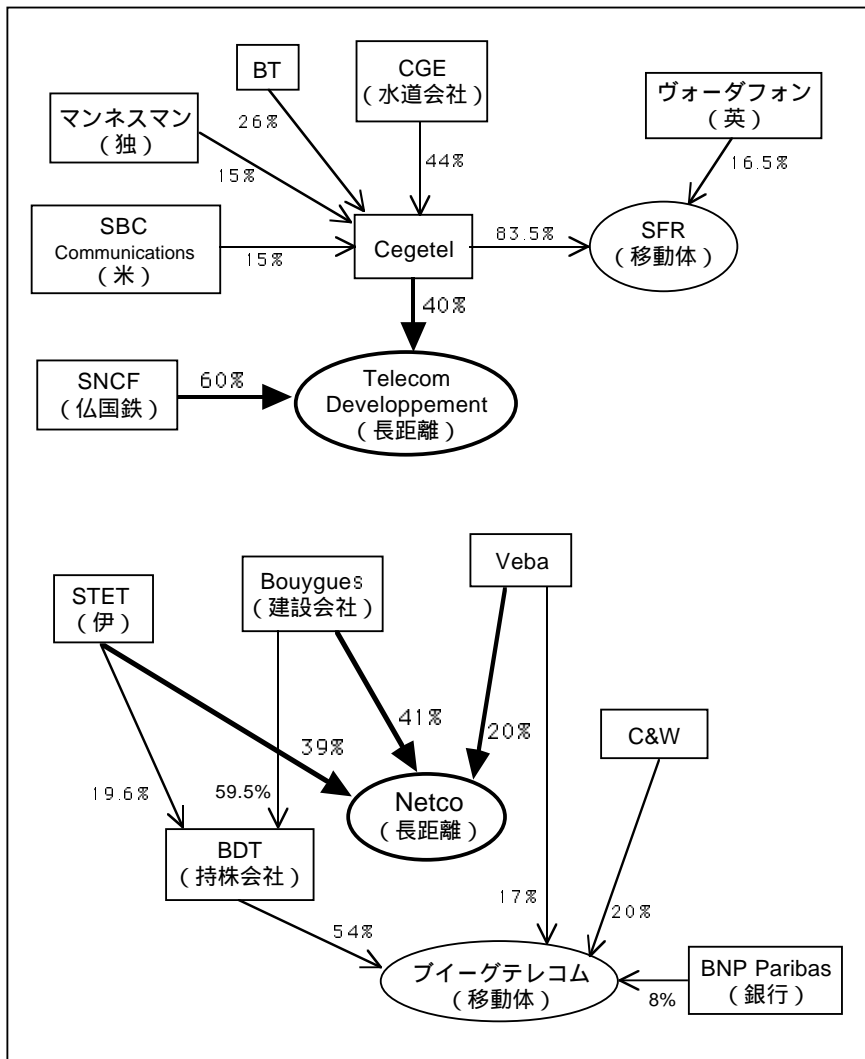 BT
CGE
（水道会社）
ヴォーダフォン
（英）
マンネスマン
（独）
26%
44%
16.5%
15%
SBC
Communications
（米）
15%
Cegetel
83.5%
SFR
（移動体）
40%
SNCF
（仏国鉄）
60%
Telecom
Developpement
（長距離）
STET
（伊）
Bouygues
（建設会社）
Veba
C&W
39%
41%
20%
19.6%
59.5%
Netco
（長距離）
BDT
（持株会社）
54%
17%
20%
ブイーグテレコム
（移動体）
8%
BNP Paribas
（銀行）